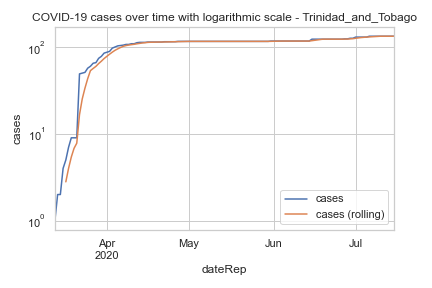 COVID-19 cases over time with logarithmic scale - Trinidad_and_Tobago
cases
10²
10¹
10⁰
Apr
2020
May
Jun
Jul
dateRep
cases
cases (rolling)